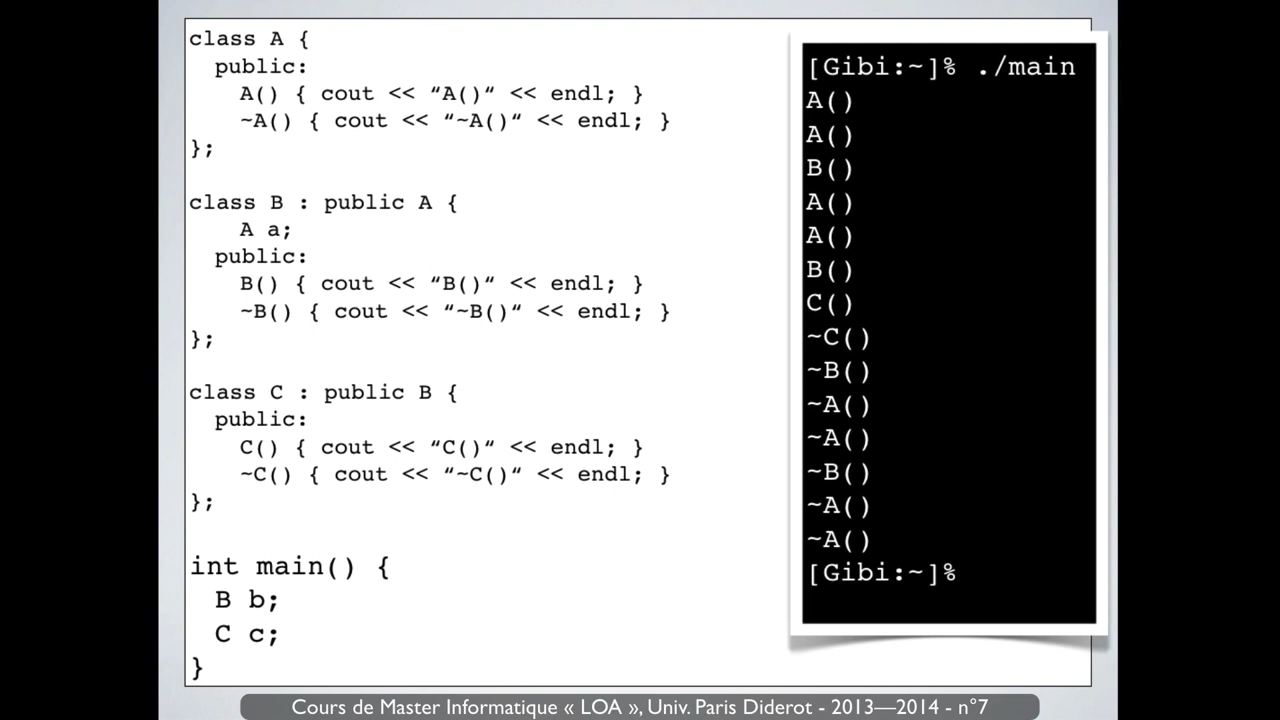 class A {
  public:
    A() { cout << “A()“ << endl; }
    ~A() { cout << “~A()“ << endl; }
};
class B : public A {
    A a;
  public:
    B() { cout << “B()“ << endl; }
    ~B() { cout << “~B()“ << endl; }
};
class C : public B {
  public:
    C() { cout << “C()“ << endl; }
    ~C() { cout << “~C()“ << endl; }
};
int main() {
  B b;
  C c;
}
[Gibi:~]% ./main
A()
A()
B()
A()
A()
B()
C()
~C()
~B()
~A()
~A()
~B()
~A()
~A()
[Gibi:~]%
Cours de Master Informatique « LOA », Univ. Paris Diderot - 2013—2014 - n°7